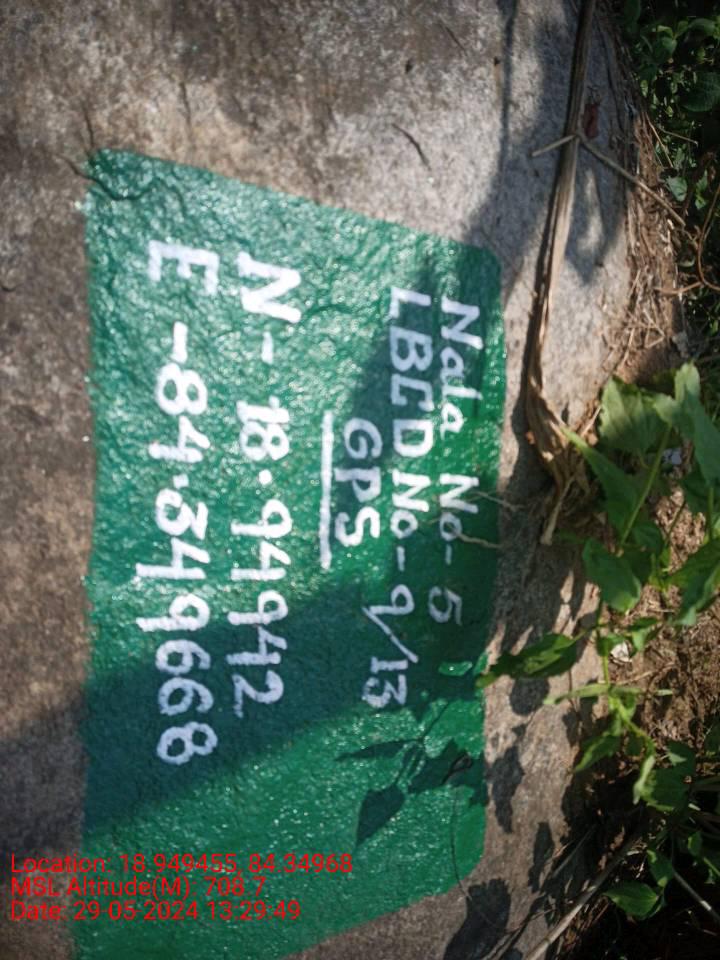 Nala No-5
LBCD No-9/13
GPS
N-18.94942
E-84.349668
Location: 18.949455, 84.34968
MSL Altitude(M): 708.7
Date: 29-05-2024 13:29:49